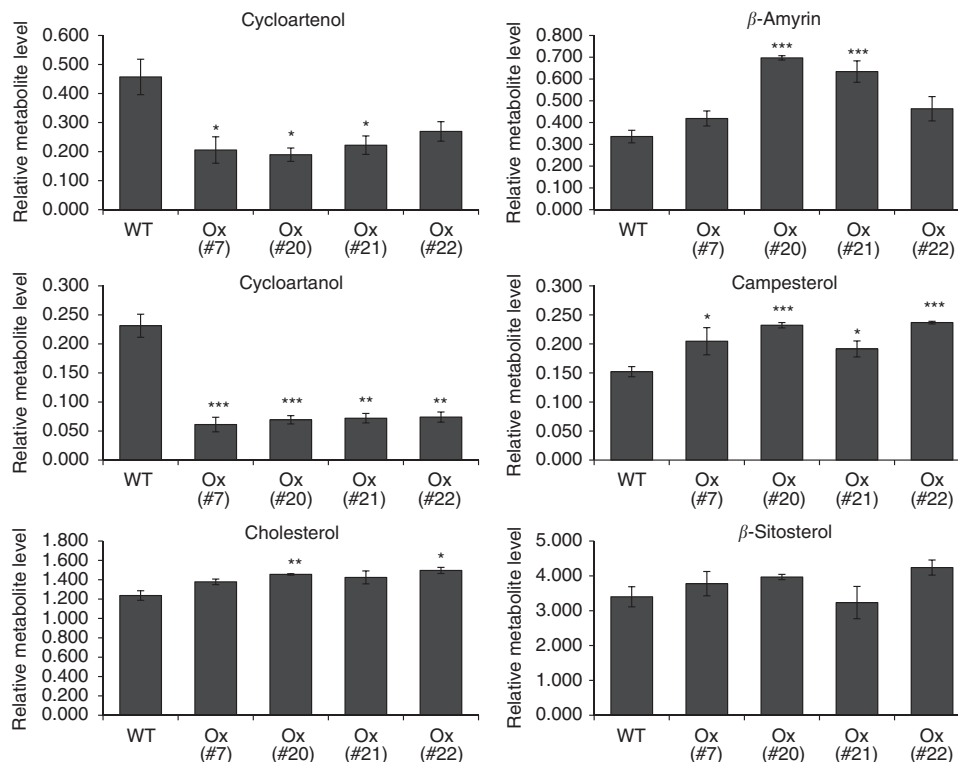 Cycloartenol
Relative metabolite level
0.600
0.500
0.400
0.300
0.200
0.100
0.000
*
*
*
WT
Ox
(#7)
Ox
(#20)
Ox
(#21)
Ox
(#22)
β-Amyrin
Relative metabolite level
0.800
0.700
0.600
0.500
0.400
0.300
0.200
0.100
0.000
***
***
WT
Ox
(#7)
Ox
(#20)
Ox
(#21)
Ox
(#22)
Cycloartanol
Relative metabolite level
0.300
0.250
0.200
0.150
0.100
0.050
0.000
***
***
**
**
WT
Ox
(#7)
Ox
(#20)
Ox
(#21)
Ox
(#22)
Campesterol
Relative metabolite level
0.300
0.250
0.200
0.150
0.100
0.050
0.000
*
***
*
***
WT
Ox
(#7)
Ox
(#20)
Ox
(#21)
Ox
(#22)
Cholesterol
Relative metabolite level
1.800
1.600
1.400
1.200
1.000
0.800
0.600
0.400
0.200
0.000
**
*
WT
Ox
(#7)
Ox
(#20)
Ox
(#21)
Ox
(#22)
β-Sitosterol
Relative metabolite level
5.000
4.000
3.000
2.000
1.000
0.000
WT
Ox
(#7)
Ox
(#20)
Ox
(#21)
Ox
(#22)